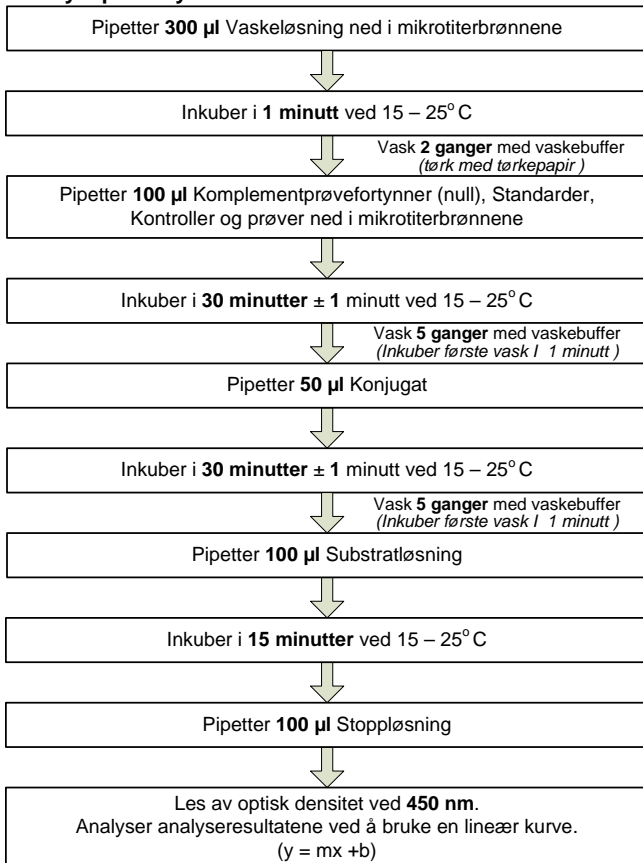 Pipetter 300 µl Vaskeløsning ned i mikrotiterbrønnene
Inkuber i 1 minutt ved 15 – 25° C
Vask 2 ganger med vaskebuffer
(tørk med tørkepapir )
Pipetter 100 µl Komplementprøvefortynner (null), Standarder,
Kontroller og prøver ned i mikrotiterbrønnene
Inkuber i 30 minutter ± 1 minutt ved 15 – 25° C
Vask 5 ganger med vaskebuffer
(Inkuber første vask I 1 minutt )
Pipetter 50 µl Konjugat
Inkuber i 30 minutter ± 1 minutt ved 15 – 25° C
Vask 5 ganger med vaskebuffer
(Inkuber første vask I 1 minutt )
Pipetter 100 µl Substratløsning
Inkuber i 15 minutter ved 15 – 25° C
Pipetter 100 µl Stoppløsning
Les av optisk densitet ved 450 nm.
Analyser analyseresultatene ved å bruke en lineær kurve.
(y = mx +b)